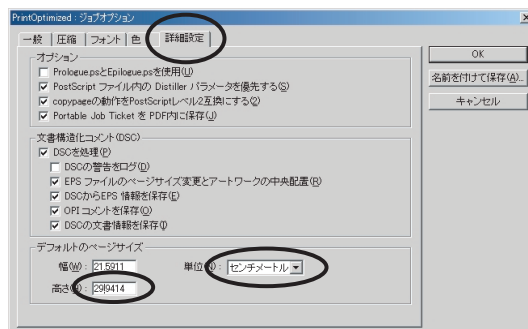 PrintOptimized : ジョブオプション
一般 圧縮 フォント 色 詳細設定
オプション
Prologue.psとEpilogue.psを使用(U)
PostScript ファイル内の Distiller パラメータを優先する(S)
copypageの動作をPostScriptレベル2互換にする(2)
Portable Job Ticket を PDF内に保存(J)
文書構造化コメント(DSC)
DSCを処理(P)
DSCの警告をログ(D)
EPS ファイルのページサイズ変更とアートワークの中央配置(R)
DSCからEPS 情報を保存(E)
OPI コメントを保存(O)
DSCの文書情報を保存(I)
デフォルトのページサイズ
幅(W) : 21.5911
単位 : センチメートル
高さ : 29.9414
OK
名前を付けて保存(A)...
キャンセル